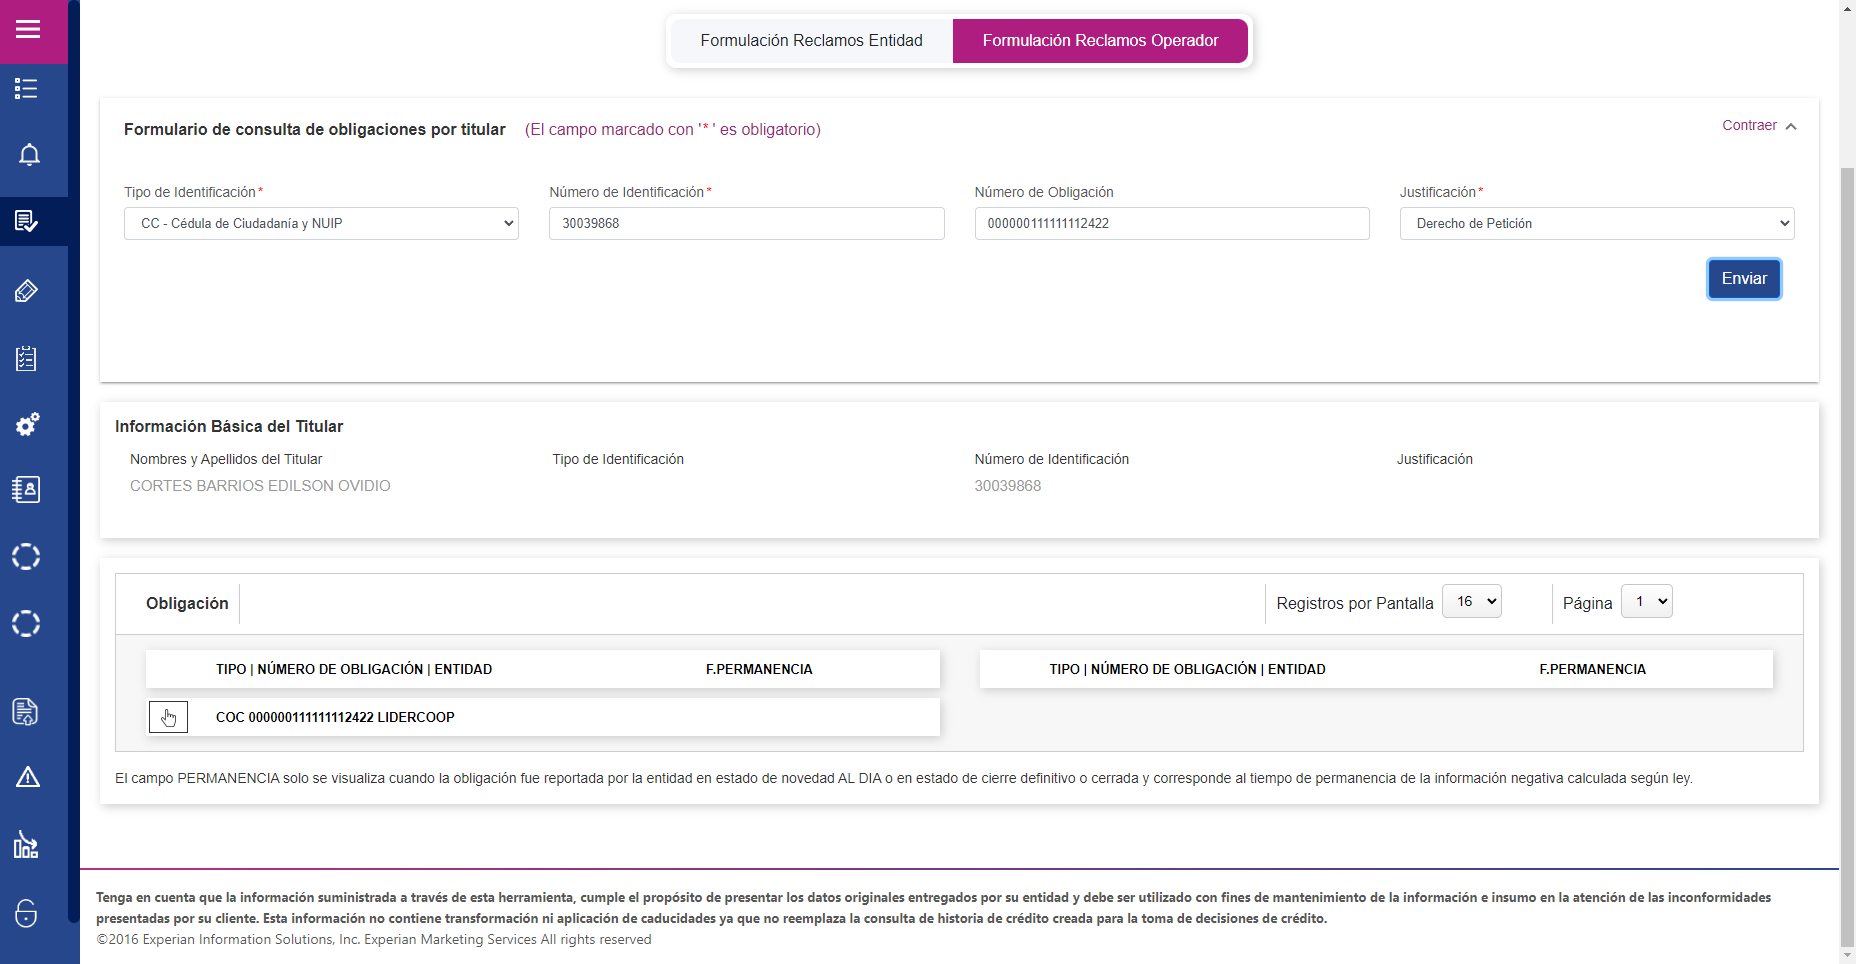 Formulación Reclamos Entidad Formulación Reclamos Operador
Formulario de consulta de obligaciones por titular (El campo marcado con '*' es obligatorio) Contraer
Tipo de Identificación* Número de Identificación* Número de Obligación Justificación*
CC - Cédula de Ciudadanía y NUIP 30039868 000000111111112422 Derecho de Petición
Enviar
Información Básica del Titular
Nombres y Apellidos del Titular Tipo de Identificación Número de Identificación Justificación
CORTES BARRIOS EDILSON OVIDIO 30039868
Obligación Registros por Pantalla 16 Página 1
TIPO | NÚMERO DE OBLIGACIÓN | ENTIDAD F.PERMANENCIA TIPO | NÚMERO DE OBLIGACIÓN | ENTIDAD F.PERMANENCIA
COC 000000111111112422 LIDERCOOP
El campo PERMANENCIA solo se visualiza cuando la obligación fue reportada por la entidad en estado de novedad AL DIA o en estado de cierre definitivo o cerrada y corresponde al tiempo de permanencia de la información negativa calculada según ley.
Tenga en cuenta que la información suministrada a través de esta herramienta, cumple el propósito de presentar los datos originales entregados por su entidad y debe ser utilizado con fines de mantenimiento de la información e insumo en la atención de las inconformidades
presentadas por su cliente. Esta información no contiene transformación ni aplicación de caducidades ya que no reemplaza la consulta de historia de crédito creada para la toma de decisiones de crédito.
©2016 Experian Information Solutions, Inc. Experian Marketing Services All rights reserved